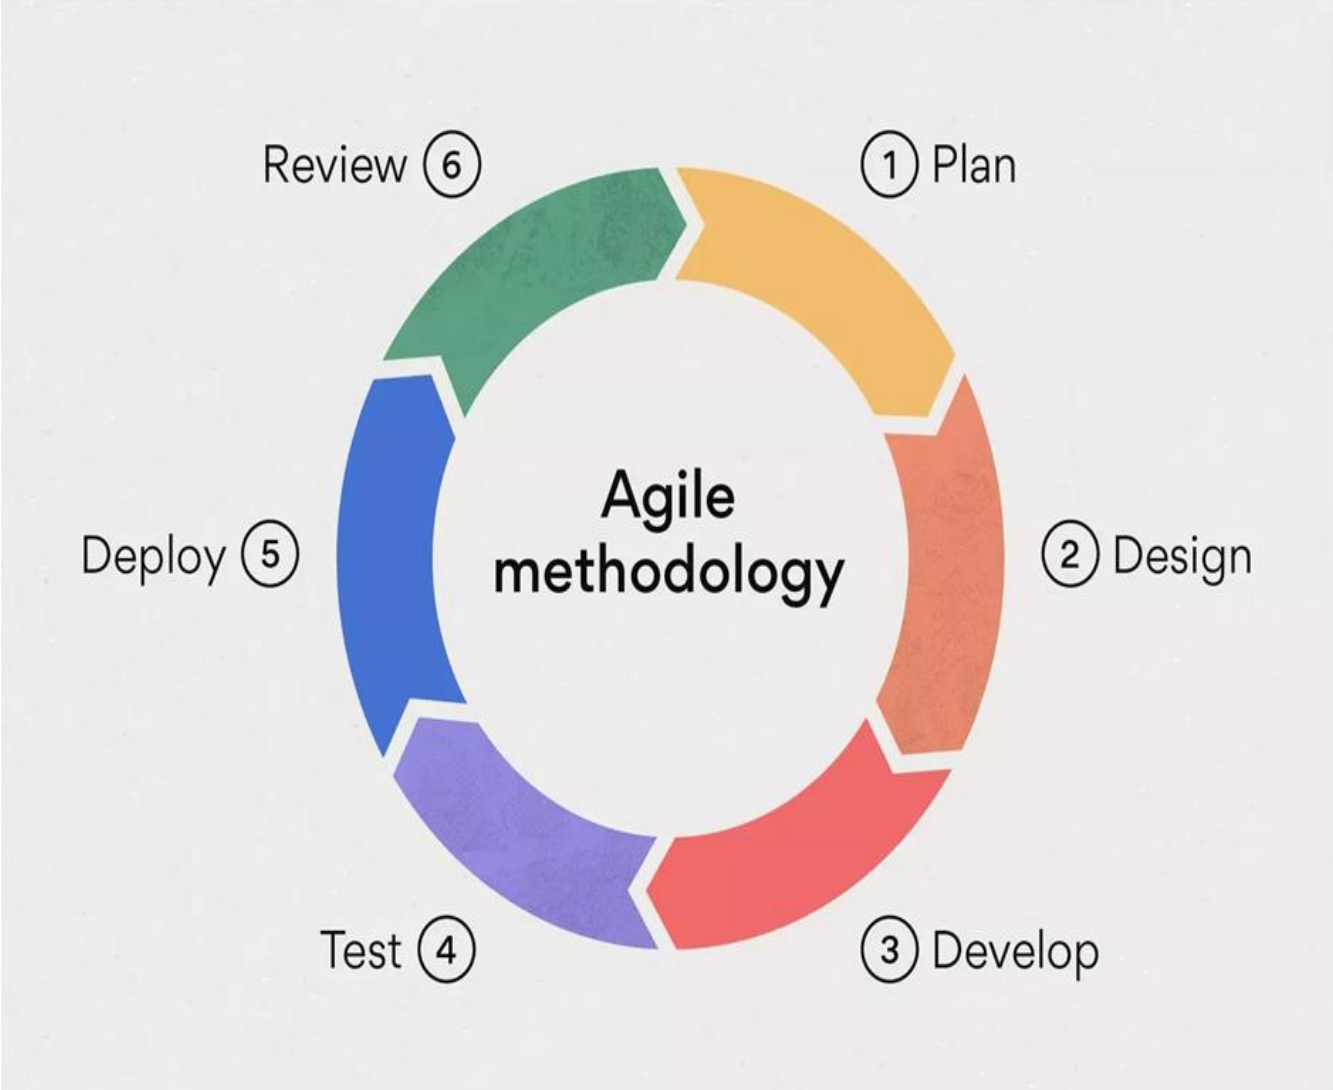 Agile
methodology
1 Plan
2 Design
3 Develop
Test 4
Deploy 5
Review 6